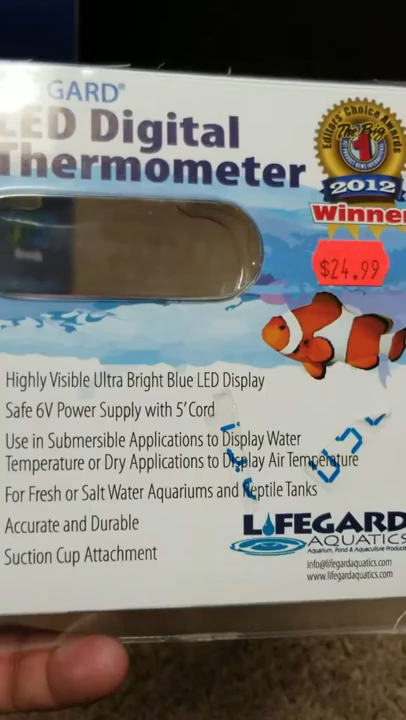 EGARD®
LED Digital
Thermometer
Editors' Choice Awards
The Big
1
2012
Winner
$24.99
Highly Visible Ultra Bright Blue LED Display
Safe 6V Power Supply with 5' Cord
Use in Submersible Applications to Display Water
Temperature or Dry Applications to Display Air Temperature
For Fresh or Salt Water Aquariums and Reptile Tanks
Accurate and Durable
Suction Cup Attachment
LIFEGARD
AQUATICS
Aquarium, Pond & Aquaculture Products
info@lifegardaquatics.com
www.lifegardaquatics.com